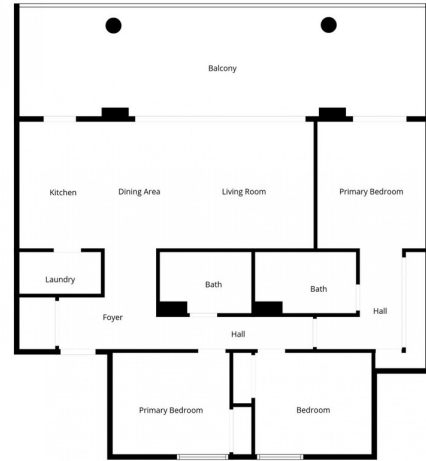 Balcony
Kitchen
Dining Area
Living Room
Primary Bedroom
Laundry
Bath
Bath
Foyer
Hall
Hall
Primary Bedroom
Bedroom